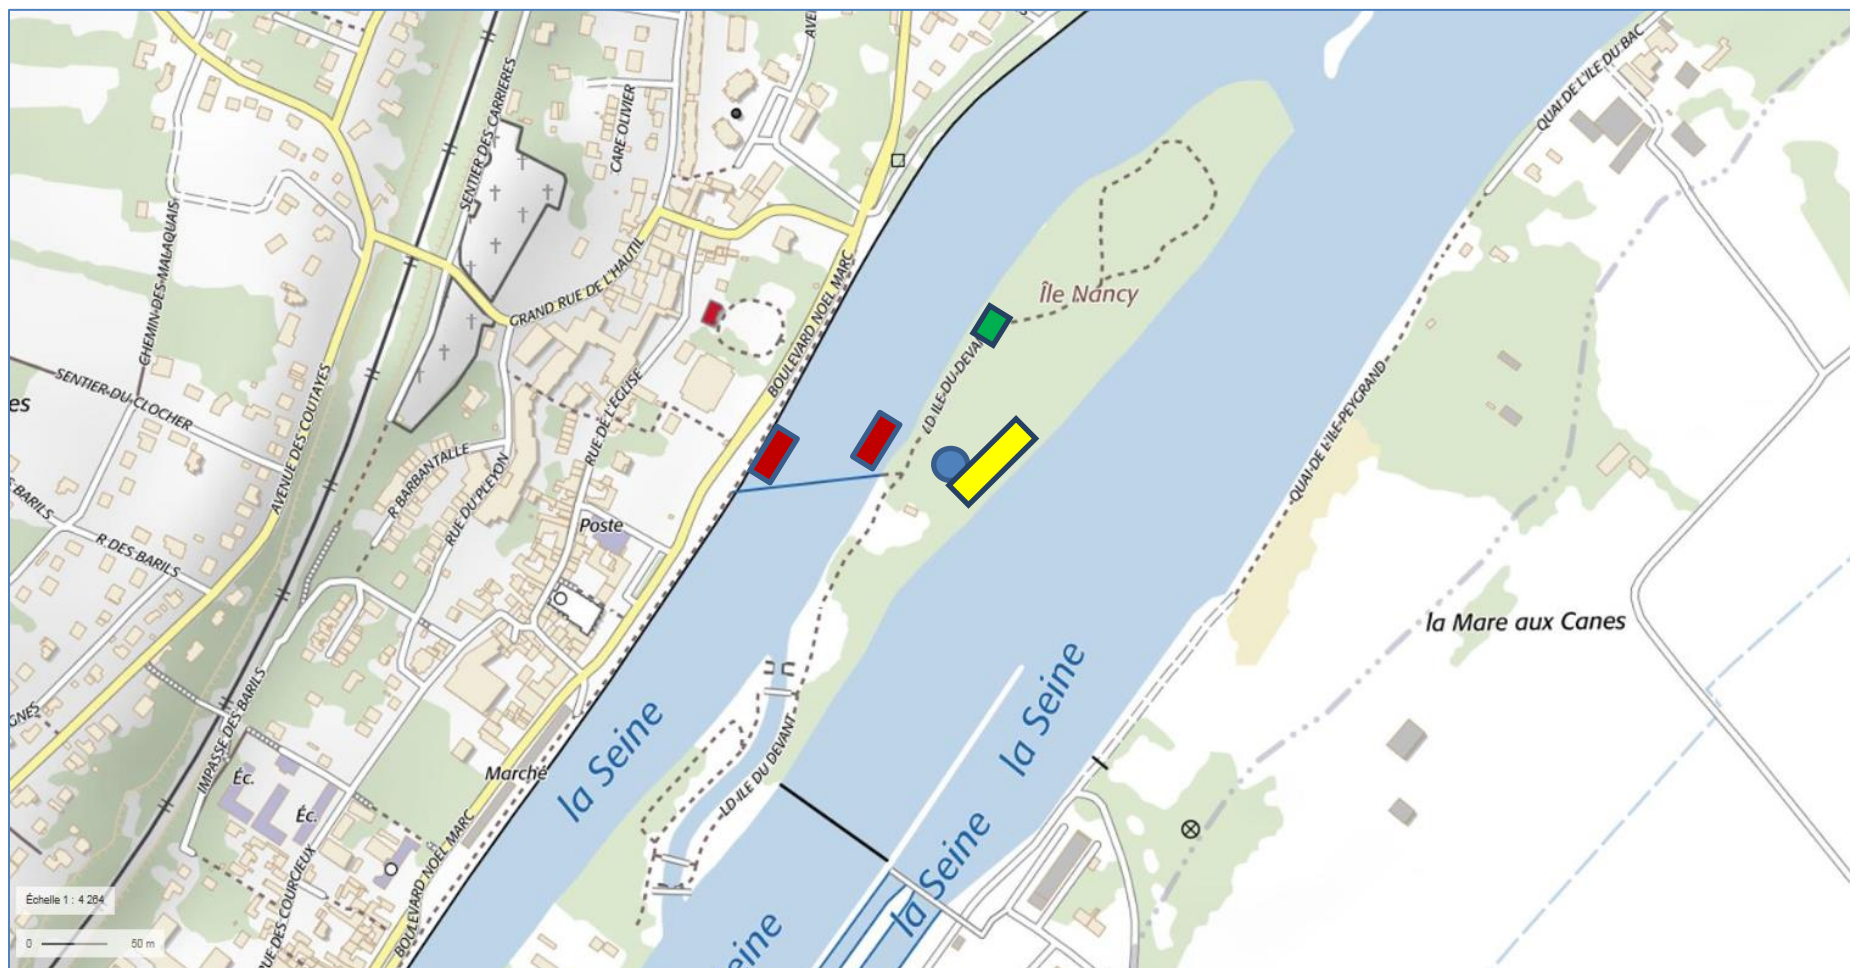 QUAI DE L'ILE DU BAC
SENTIER DES CARRIERES
CARE OLIVIER
AVE
CHEMIN-DES-MALAQUAIS
GRAND RUE DE L'HAUTIL
BOULEVARD NOEL MARC
Île Nancy
LD ILE-DU-DEVAN
SENTIER-DU-CLOCHER
es
AVENUE DES COUTAYES
RUE DE L'EGLISE
QUAI-DE L'ILE-PEYGRAND
R BARBANTALLE
RUE DU PLEYON
S-BARILS
R DES-BARILS
Poste
la Mare aux Canes
GNES
IMPASSE DES-BARILS
la Seine
la Seine
LD ILE DU DEVANT
Marché
Éc.
Éc.
BOULEVARD NOEL MARC
la Seine
RUE-DES-COURCIEUX
eine
Échelle 1 : 4 264
0 50 m